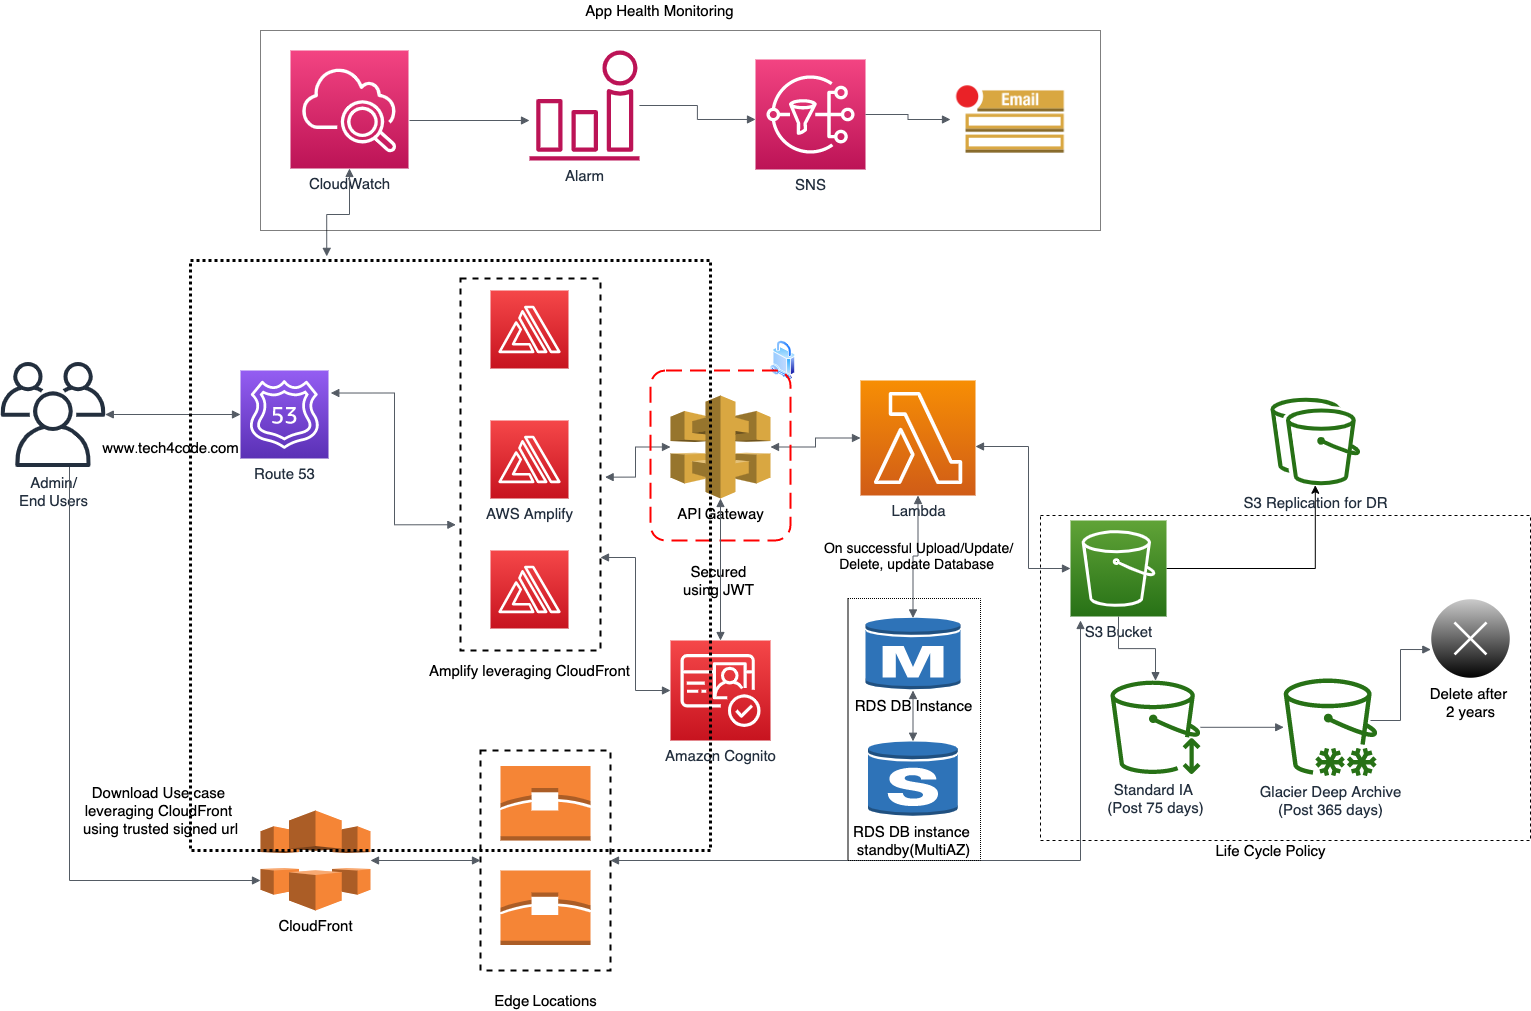 App Health Monitoring
Email
CloudWatch
Alarm
SNS
53
www.tech4code.com
Route 53
Admin/
End Users
AWS Amplify
API Gateway
Lambda
S3 Replication for DR
On successful Upload/Update/
Delete, update Database
Secured
using JWT
S3 Bucket
Amplify leveraging CloudFront
M
RDS DB Instance
Delete after
2 years
Amazon Cognito
S
Standard IA
(Post 75 days)
Glacier Deep Archive
(Post 365 days)
Download Use case
leveraging CloudFront
using trusted signed url
RDS DB instance
standby(MultiAZ)
Life Cycle Policy
CloudFront
Edge Locations